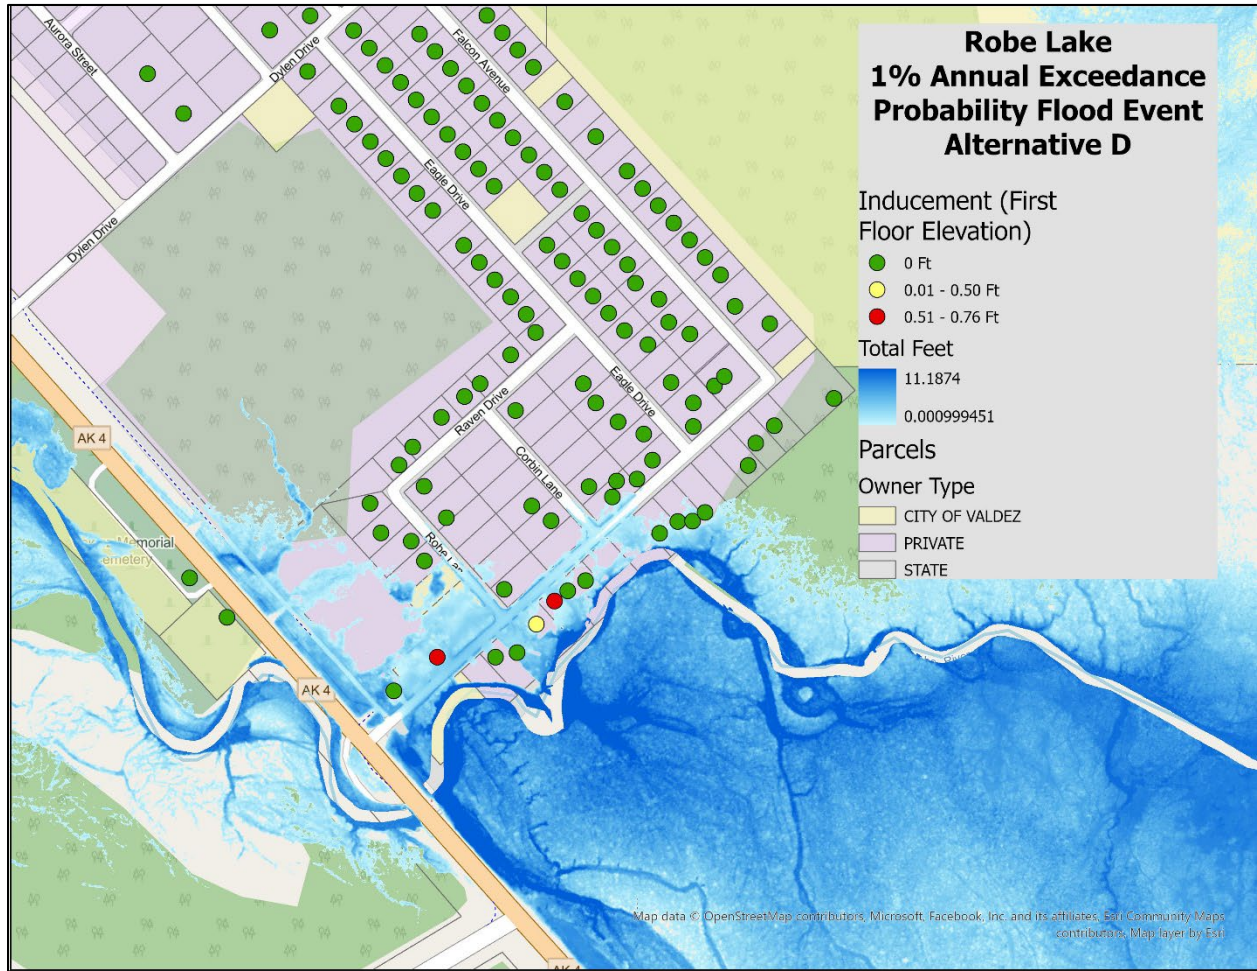 Robe Lake
1% Annual Exceedance
Probability Flood Event
Alternative D
Inducement (First
Floor Elevation)
0 Ft
0.01 - 0.50 Ft
0.51 - 0.76 Ft
Total Feet
11.1874
0.000999451
Parcels
Owner Type
CITY OF VALDEZ
PRIVATE
STATE
Aurora Street
Dylen Drive
Falcon Avenue
Eagle Drive
Dylen Drive
Eagle Drive
Raven Drive
Corbin Lane
AK 4
Memorial
Robe
AK 4
River
AK 4
Map data © OpenStreetMap contributors, Microsoft, Facebook, Inc. and its affiliates, Esri Community Maps
contributors, Map layer by Esri